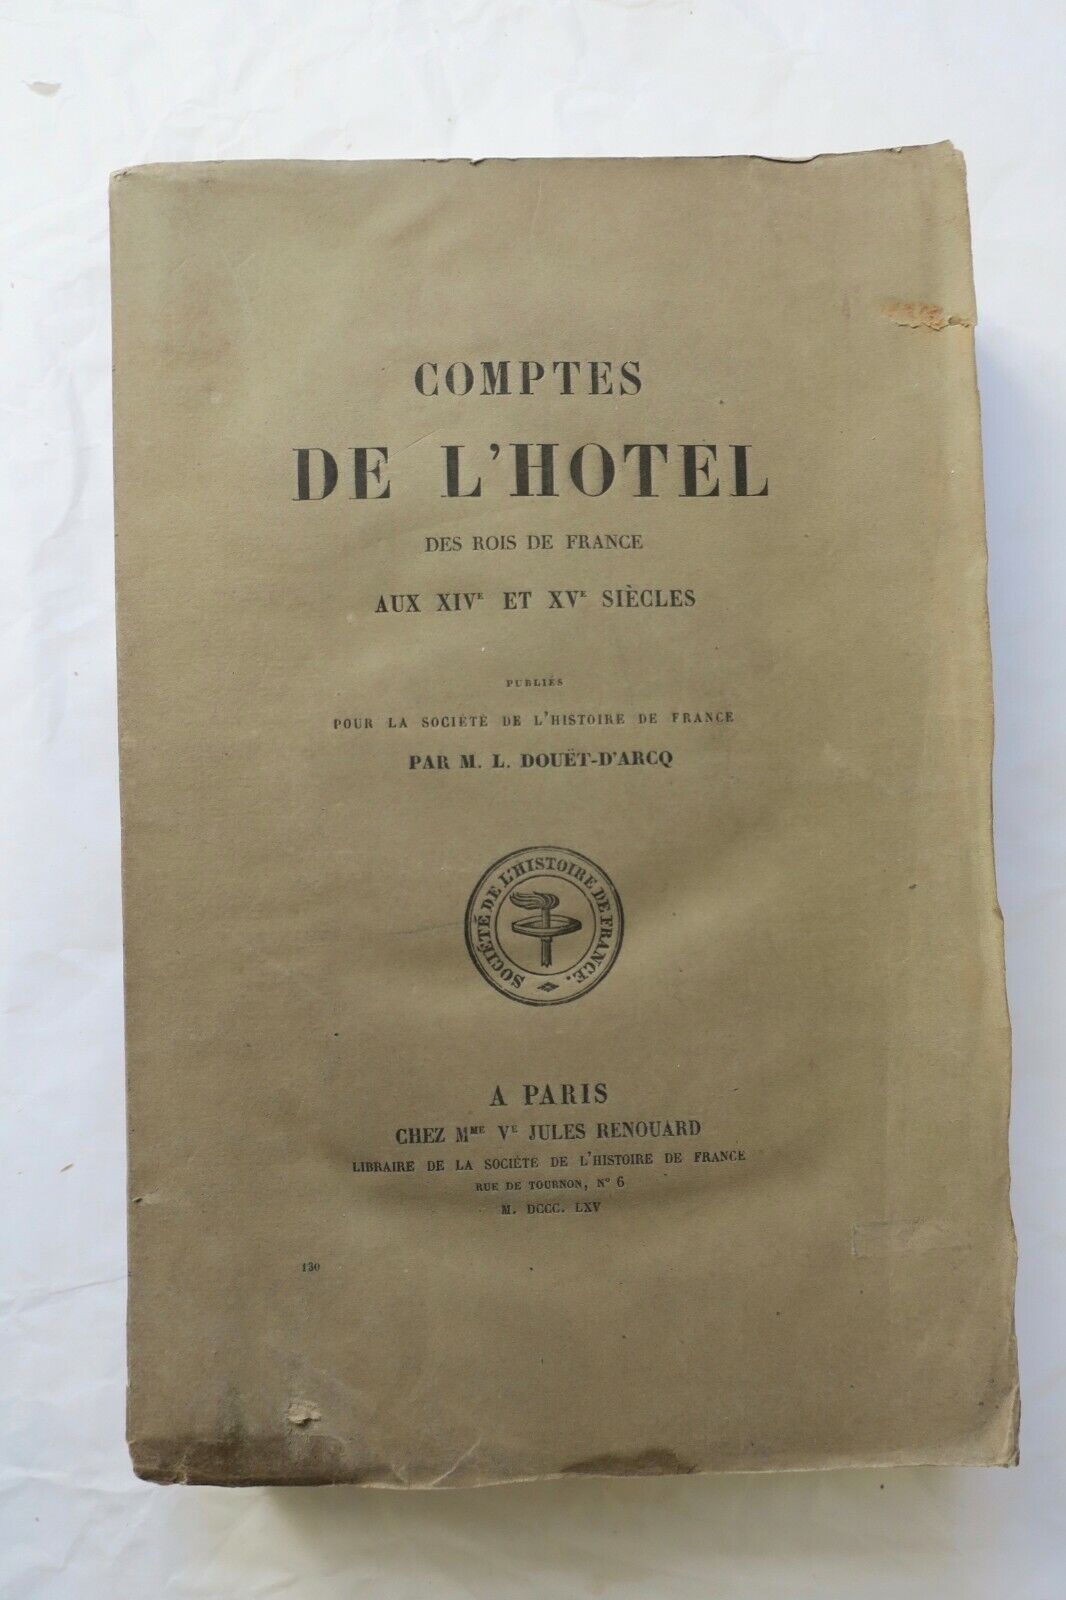 COMPTES
DE L'HOTEL
DES ROIS DE FRANCE
AUX XIVE ET XVE SIÈCLES
PUBLIÉS
POUR LA SOCIÉTÉ DE L'HISTOIRE DE FRANCE
PAR M. L. DOUËT-D'ARCQ
SOCIÉTÉ DE L'HISTOIRE DE FRANCE.
A PARIS
CHEZ MME VE JULES RENOUARD
LIBRAIRE DE LA SOCIÉTÉ DE L'HISTOIRE DE FRANCE
RUE DE TOURNON, N° 6
M. DCCC. LXV
130